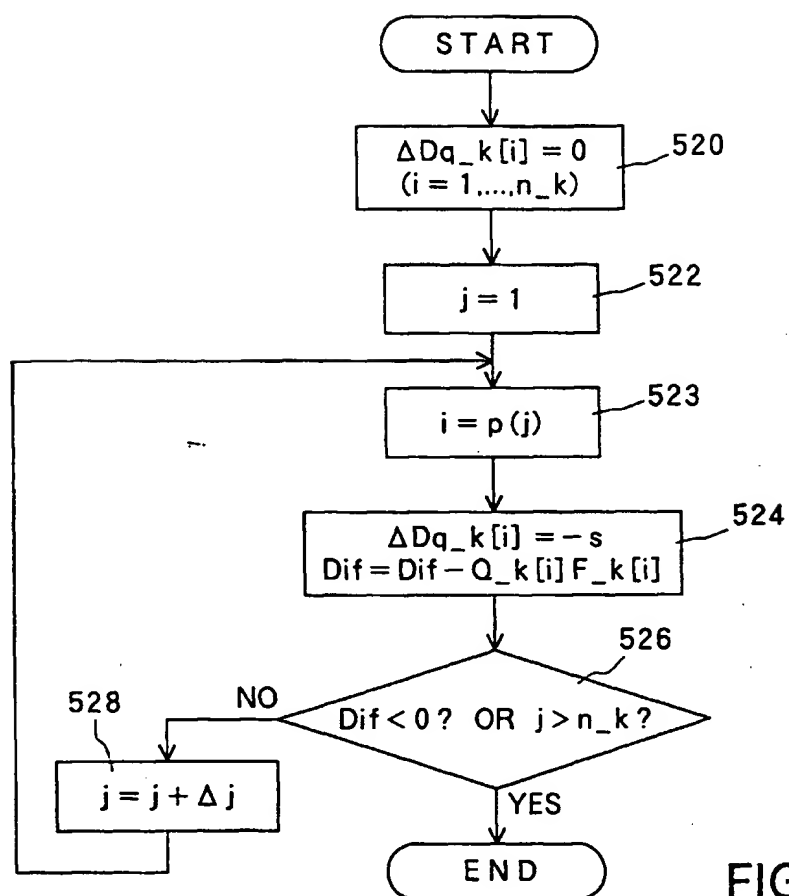 START
ΔDq_k[i] = 0
(i = 1,...,n_k)
520
j = 1
522
i = p(j)
523
ΔDq_k[i] = −s
Dif = Dif − Q_k[i] F_k[i]
524
526
528
NO
Dif < 0 ? OR j > n_k ?
j = j + Δj
YES
END
FIG